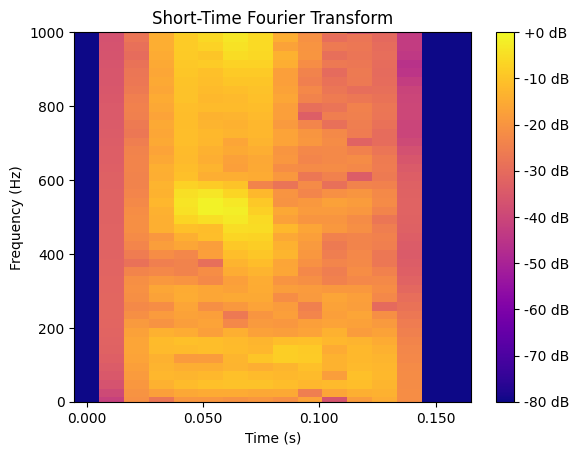 Short-Time Fourier Transform
Frequency (Hz)
1000
800
600
400
200
0
0.000
0.050
0.100
0.150
Time (s)
+0 dB
-10 dB
-20 dB
-30 dB
-40 dB
-50 dB
-60 dB
-70 dB
-80 dB